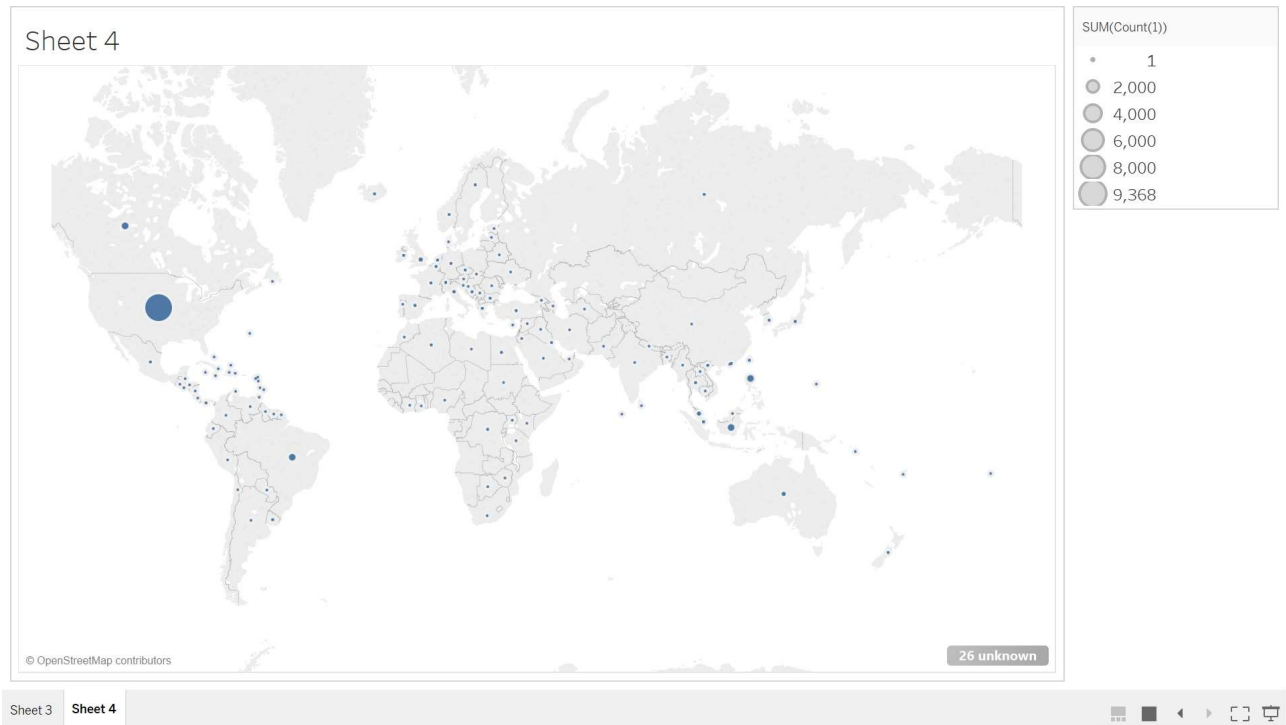 Sheet 4
SUM(Count(1))
1
2,000
4,000
6,000
8,000
9,368
© OpenStreetMap contributors
26 unknown
Sheet 3
Sheet 4